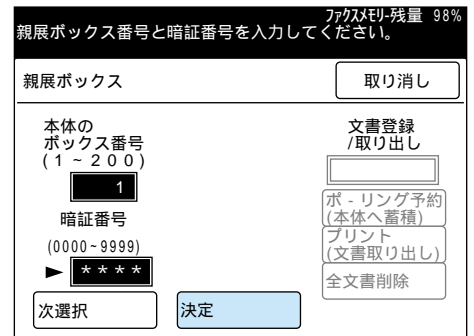 ファクスメモリ-残量 98%
親展ボックス番号と暗証番号を入力してください。
親展ボックス
取り消し
本体の
ボックス番号
(1~200)
1
暗証番号
(0000~9999)
►
****
次選択
決定
文書登録
/取り出し
ポ-リング予約
(本体へ蓄積)
プリント
(文書取り出し)
全文書削除